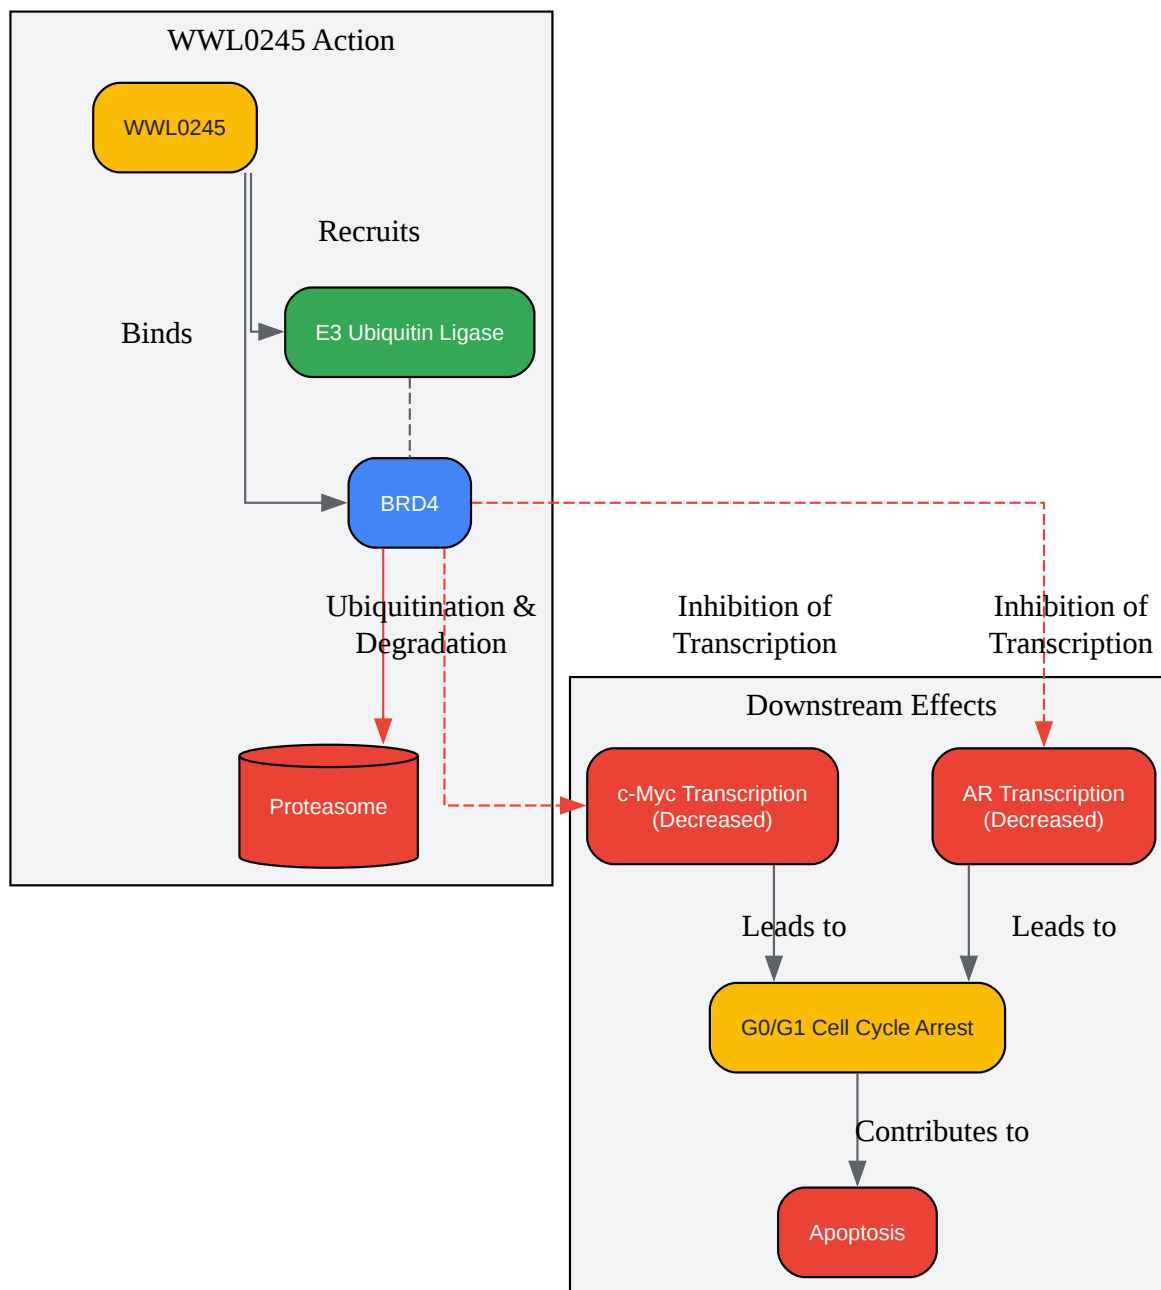 WWL0245 Action
WWL0245
Recruits
Binds
E3 Ubiquitin Ligase
BRD4
Ubiquitination &
Degradation
Inhibition of
Transcription
Inhibition of
Transcription
Downstream Effects
Proteasome
c-Myc Transcription
(Decreased)
AR Transcription
(Decreased)
Leads to
Leads to
G0/G1 Cell Cycle Arrest
Contributes to
Apoptosis